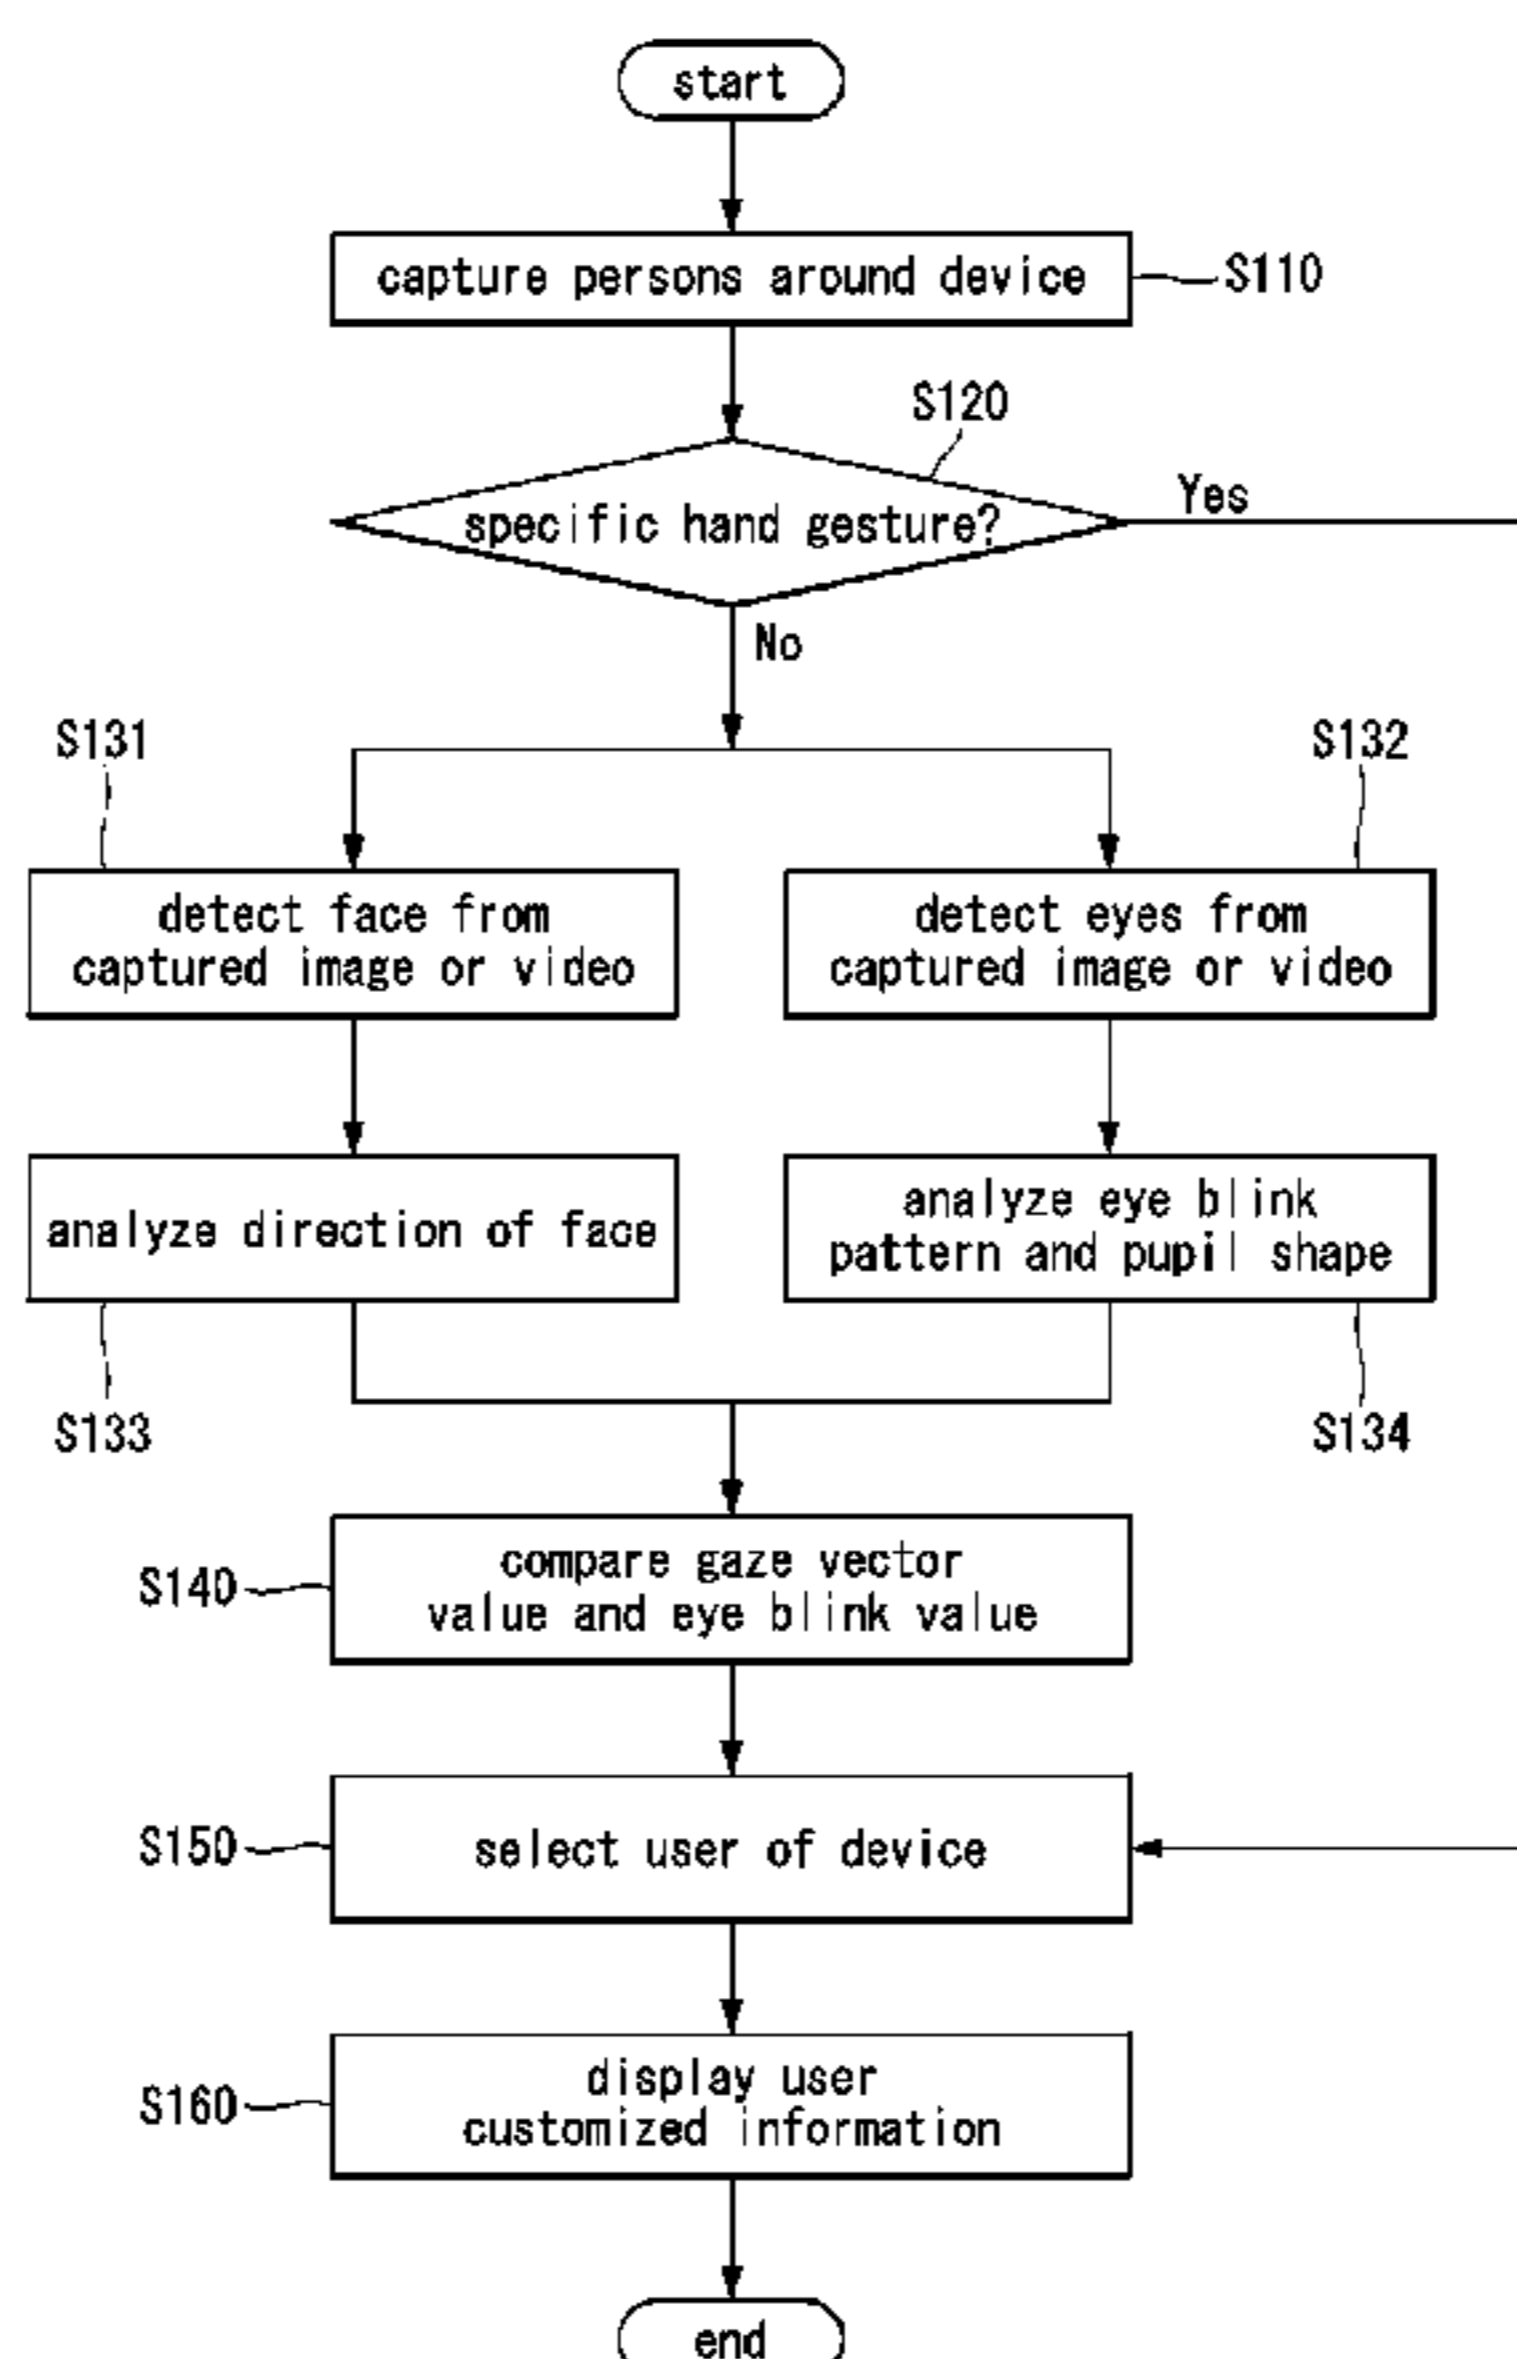 start
capture persons around device
S110
S120
specific hand gesture?
Yes
No
S131
S132
detect face from
captured image or video
detect eyes from
captured image or video
analyze direction of face
analyze eye blink
pattern and pupil shape
S133
S134
S140
compare gaze vector
value and eye blink value
S150
select user of device
S160
display user
customized information
end